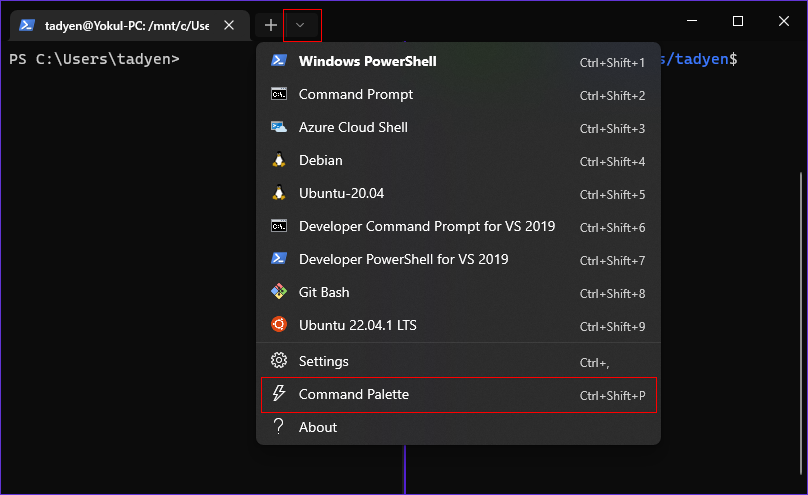 tadyen@Yokul-PC: /mnt/c/Use
PS C:\Users\tadyen>
s/tadyen$
Windows PowerShell Ctrl+Shift+1
Command Prompt Ctrl+Shift+2
Azure Cloud Shell Ctrl+Shift+3
Debian Ctrl+Shift+4
Ubuntu-20.04 Ctrl+Shift+5
Developer Command Prompt for VS 2019 Ctrl+Shift+6
Developer PowerShell for VS 2019 Ctrl+Shift+7
Git Bash Ctrl+Shift+8
Ubuntu 22.04.1 LTS Ctrl+Shift+9
Settings Ctrl+,
Command Palette Ctrl+Shift+P
About